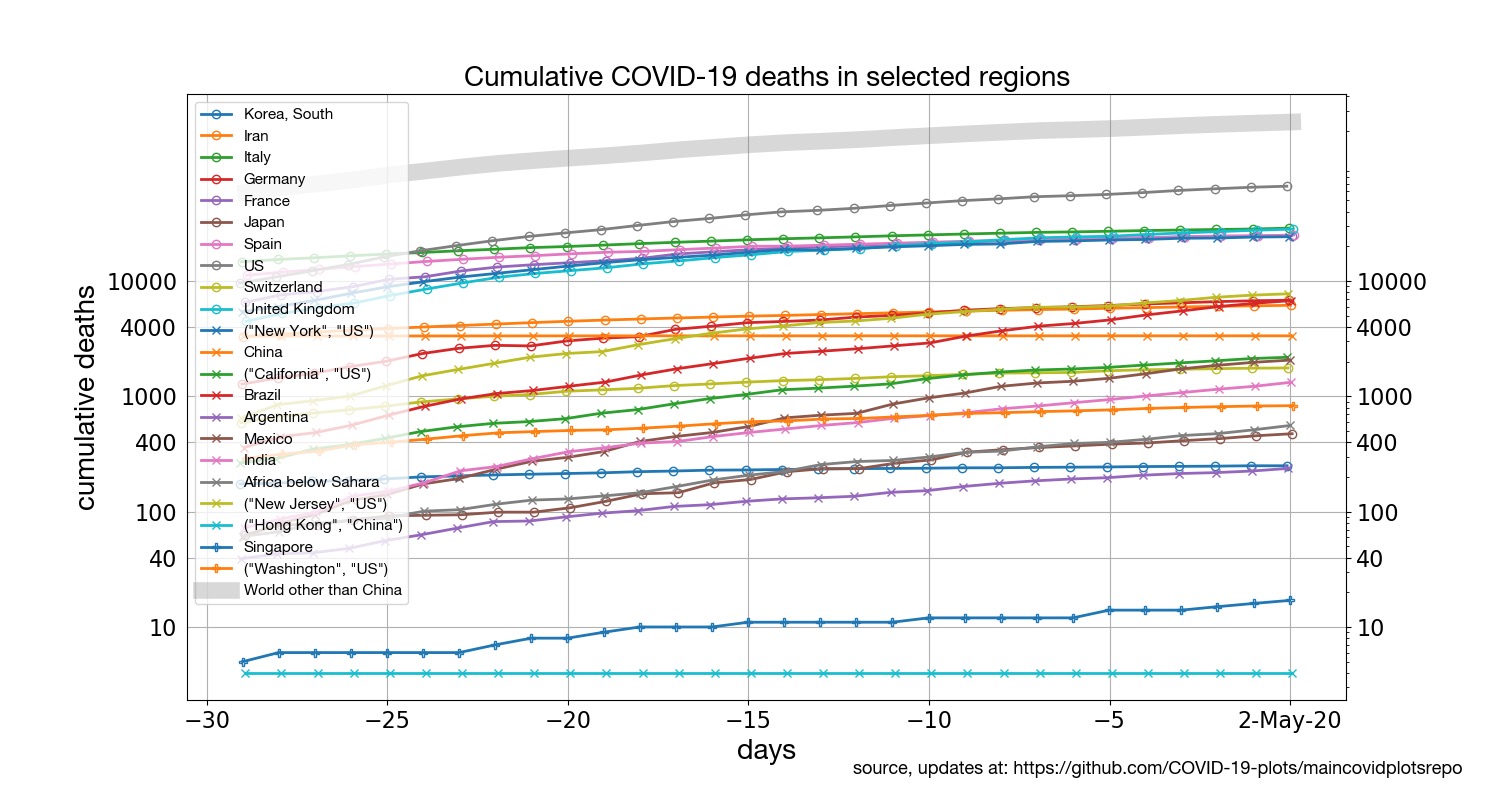 Cumulative COVID-19 deaths in selected regions
Korea, South
Iran
Italy
Germany
France
Japan
Spain
US
Switzerland
United Kingdom
("New York", "US")
China
("California", "US")
Brazil
Argentina
Mexico
India
Africa below Sahara
("New Jersey", "US")
("Hong Kong", "China")
Singapore
("Washington", "US")
World other than China
cumulative deaths
10000
4000
1000
400
100
40
10
10000
4000
1000
400
100
40
10
−30 −25 −20 −15 −10 −5 2-May-20
days
source, updates at: https://github.com/COVID-19-plots/maincovidplotsrepo